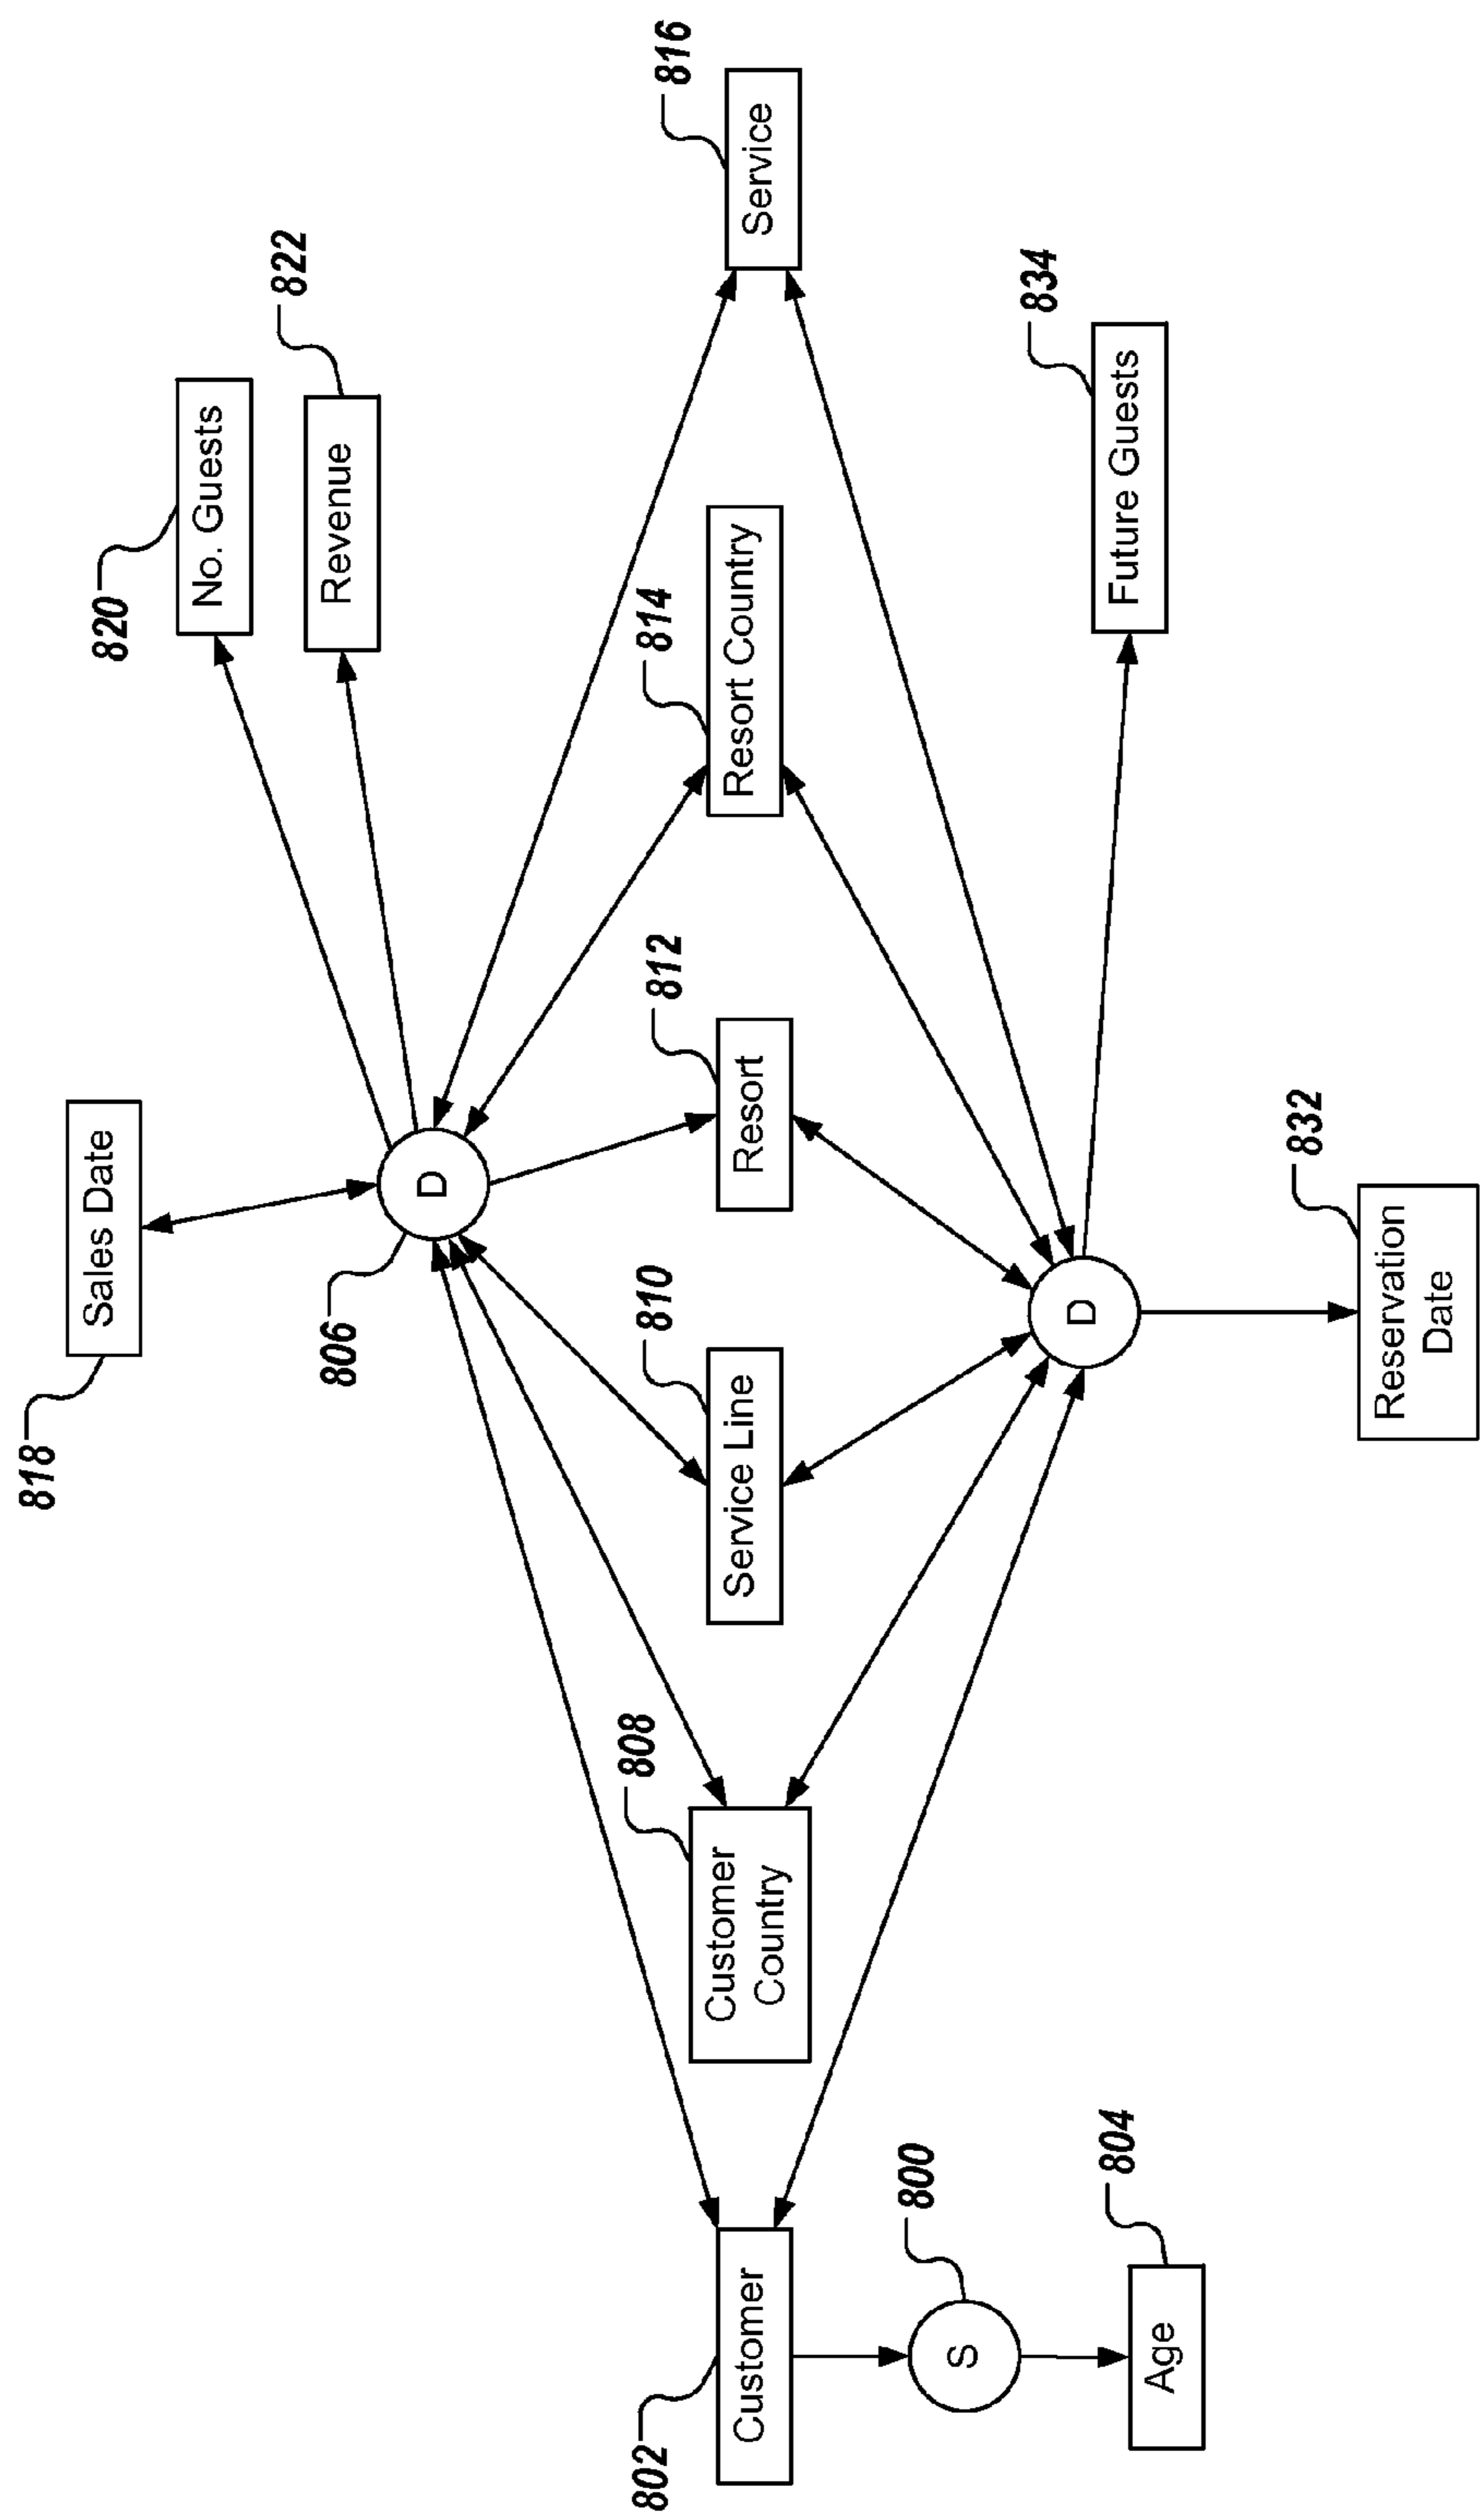 818
Sales Date
820
No. Guests
822
Revenue
806
D
802
Customer
808
Customer
Country
810
Service Line
812
Resort
814
Resort Country
816
Service
800
S
804
Age
D
834
Future Guests
832
Reservation
Date